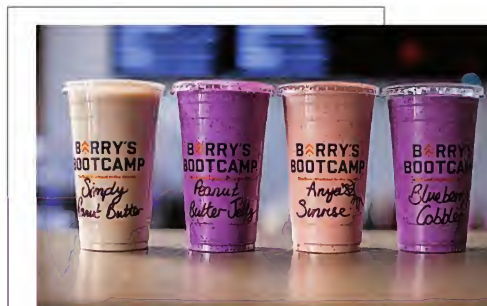 BARRY'S
BOOTCAMP
Simply
Peanut Butter
BARRY'S
BOOTCAMP
Peanut
Butter Jelly
BARRY'S
BOOTCAMP
Anya's
Sunrise
BARRY'S
BOOTCAMP
Blueberry
Cobbler